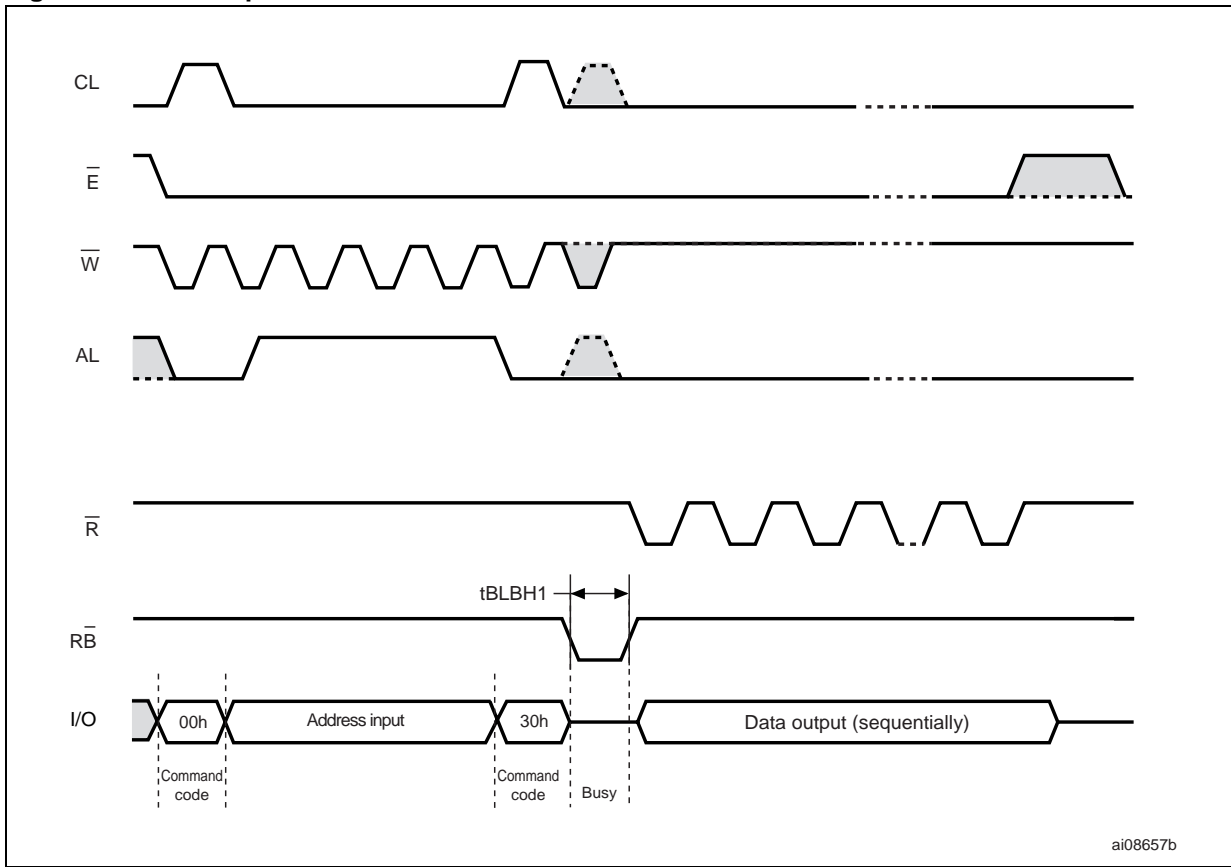 CL
E̅
W̅
AL
R̅
tBLBH1
RB̅
I/O
00h
Address input
30h
Data output (sequentially)
Command
code
Command
code
Busy
ai08657b